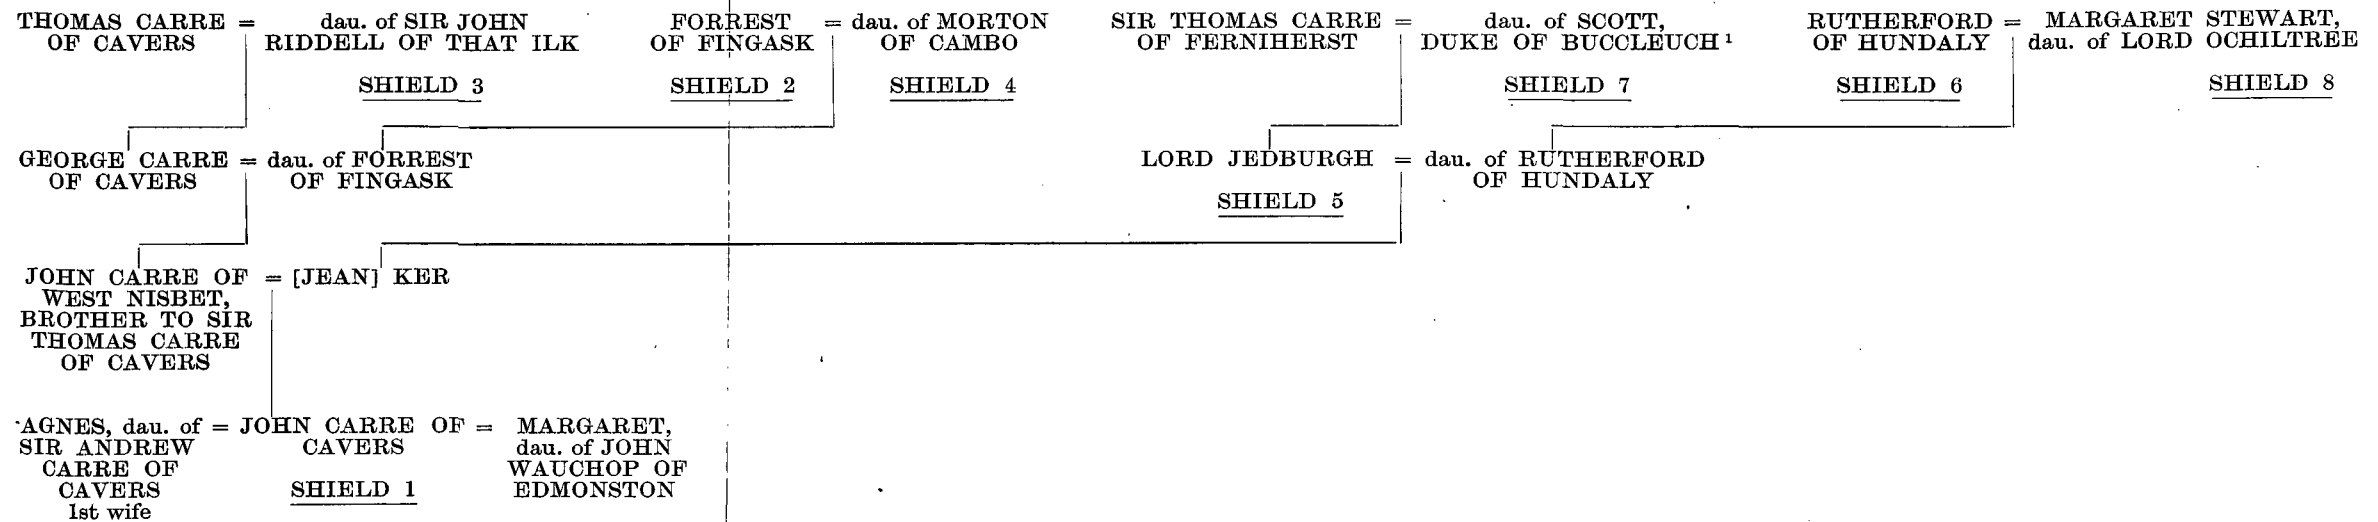 THOMAS CARRE = dau. of SIR JOHN FORREST = dau. of MORTON SIR THOMAS CARRE = dau. of SCOTT, RUTHERFORD = MARGARET STEWART,
OF CAVERS RIDDELL OF THAT ILK OF FINGASK OF CAMBO OF FERNIHERST DUKE OF BUCCLEUCH ¹ OF HUNDALY dau. of LORD OCHILTREE
SHIELD 3 SHIELD 2 SHIELD 4 SHIELD 7 SHIELD 6 SHIELD 8
GEORGE CARRE = dau. of FORREST LORD JEDBURGH = dau. of RUTHERFORD
OF CAVERS OF FINGASK OF HUNDALY
SHIELD 5
JOHN CARRE OF = [JEAN] KER
WEST NISBET,
BROTHER TO SIR
THOMAS CARRE
OF CAVERS
AGNES, dau. of = JOHN CARRE OF = MARGARET,
SIR ANDREW CAVERS dau. of JOHN
CARRE OF WAUCHOP OF
CAVERS SHIELD 1 EDMONSTON
1st wife